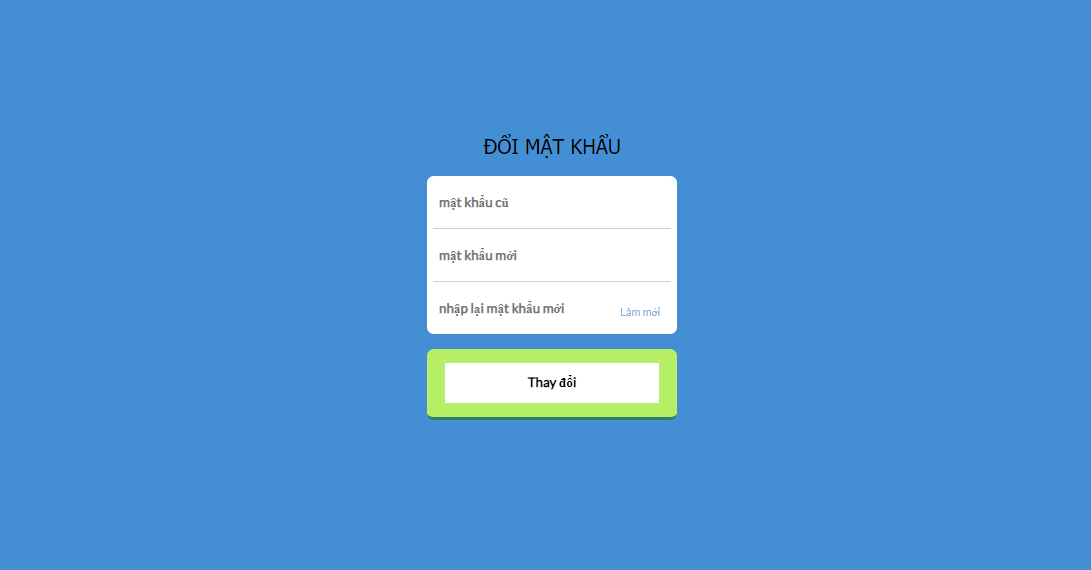 ĐỔI MẬT KHẨU
mật khẩu cũ
mật khẩu mới
nhập lại mật khẩu mới
Làm mới
Thay đổi